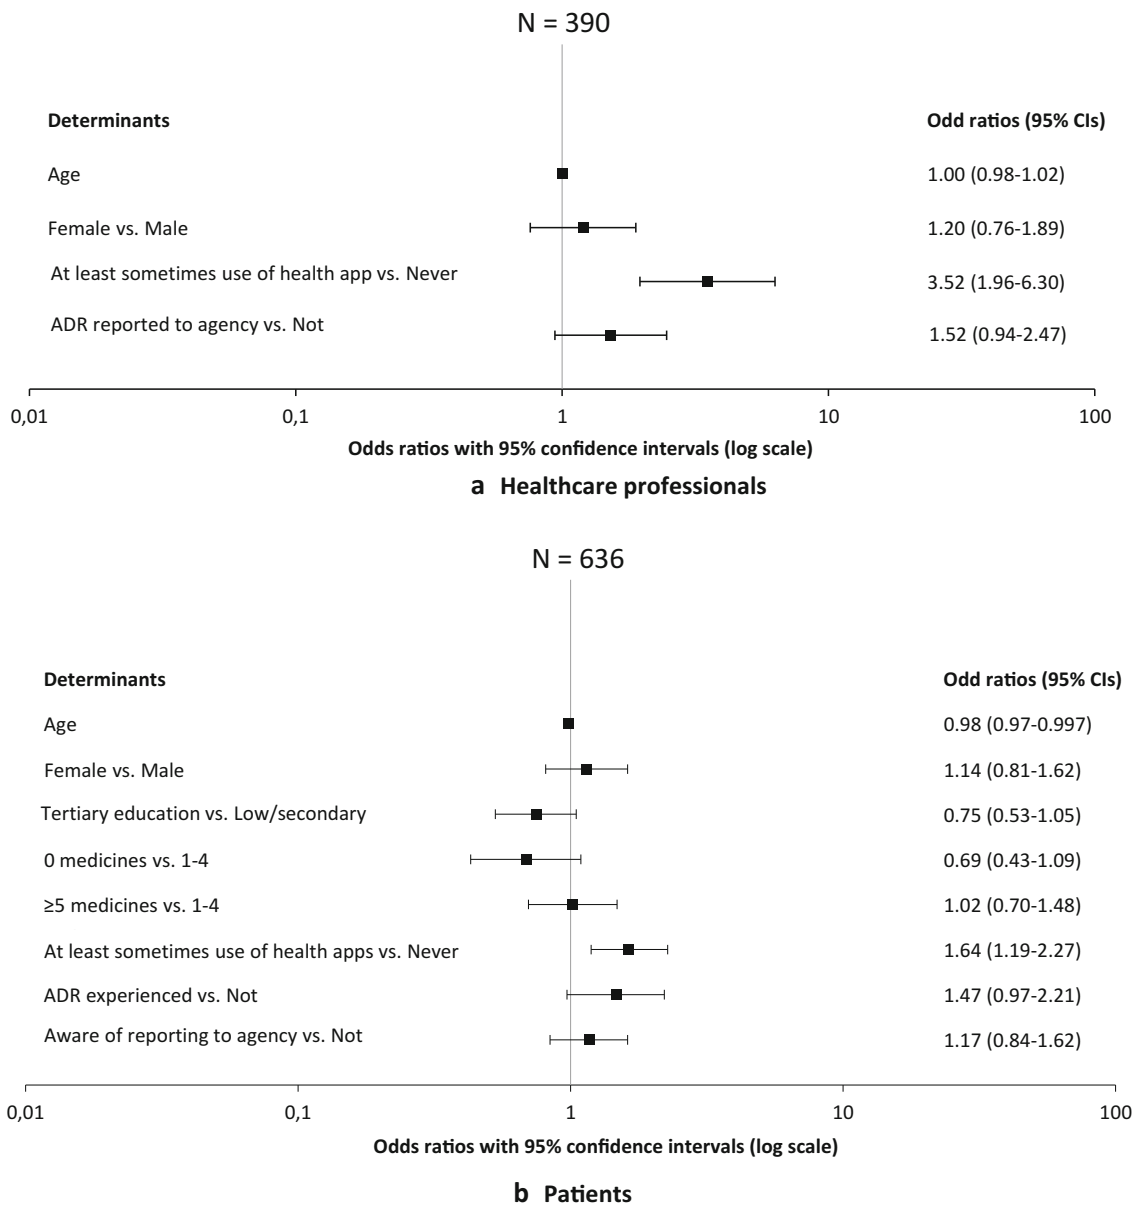 N = 390
Determinants Odd ratios (95% CIs)
Age 1.00 (0.98-1.02)
Female vs. Male 1.20 (0.76-1.89)
At least sometimes use of health app vs. Never 3.52 (1.96-6.30)
ADR reported to agency vs. Not 1.52 (0.94-2.47)
0,01 0,1 1 10 100
Odds ratios with 95% confidence intervals (log scale)
a Healthcare professionals
N = 636
Determinants Odd ratios (95% CIs)
Age 0.98 (0.97-0.997)
Female vs. Male 1.14 (0.81-1.62)
Tertiary education vs. Low/secondary 0.75 (0.53-1.05)
0 medicines vs. 1-4 0.69 (0.43-1.09)
≥5 medicines vs. 1-4 1.02 (0.70-1.48)
At least sometimes use of health apps vs. Never 1.64 (1.19-2.27)
ADR experienced vs. Not 1.47 (0.97-2.21)
Aware of reporting to agency vs. Not 1.17 (0.84-1.62)
0,01 0,1 1 10 100
Odds ratios with 95% confidence intervals (log scale)
b Patients